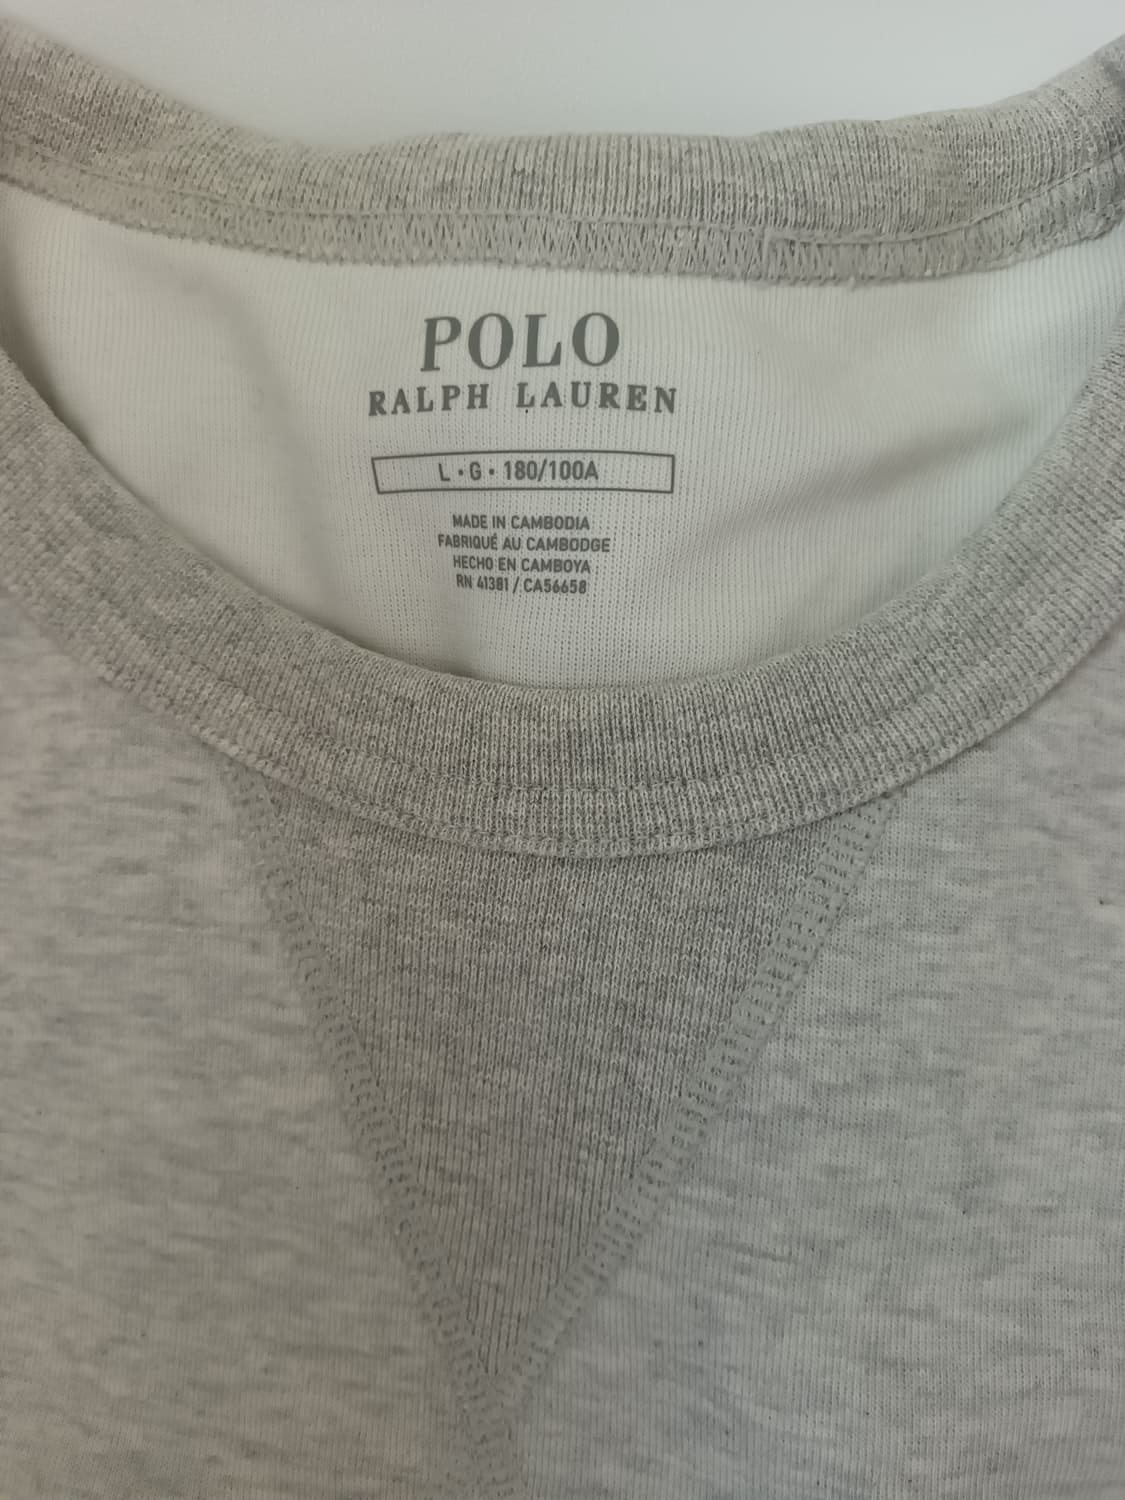 POLO
RALPH LAUREN
L • G • 180/100A
MADE IN CAMBODIA
FABRIQUÉ AU CAMBODGE
HECHO EN CAMBOYA
RN 41381 / CA56658